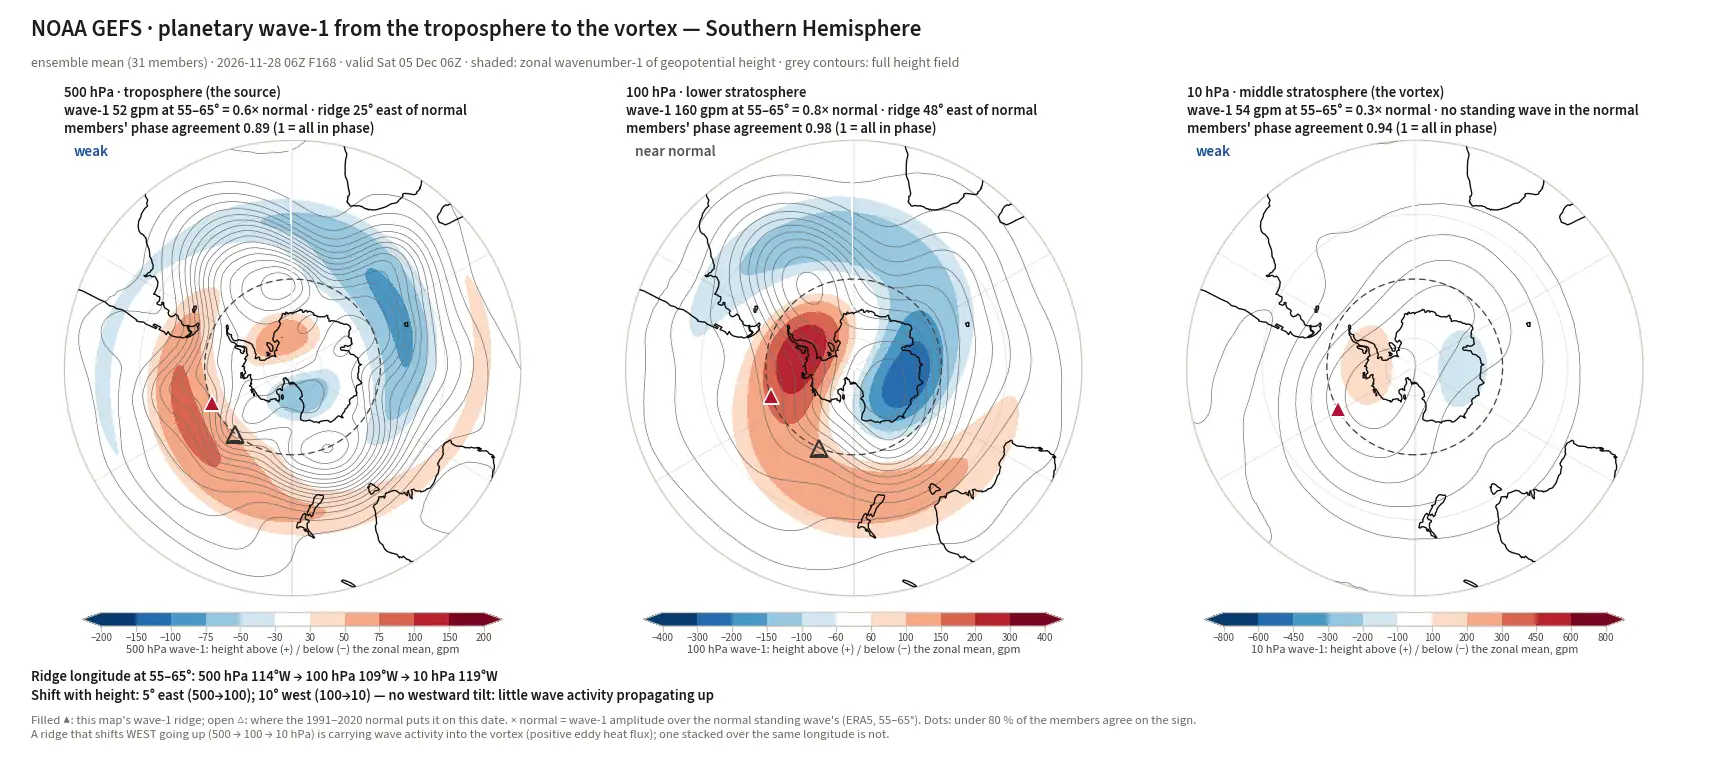 NOAA GEFS · planetary wave-1 from the troposphere to the vortex — Southern Hemisphere
ensemble mean (31 members) · 2026-11-28 06Z F168 · valid Sat 05 Dec 06Z · shaded: zonal wavenumber-1 of geopotential height · grey contours: full height field
500 hPa · troposphere (the source)
wave-1 52 gpm at 55–65° = 0.6× normal · ridge 25° east of normal
members' phase agreement 0.89 (1 = all in phase)
weak
100 hPa · lower stratosphere
wave-1 160 gpm at 55–65° = 0.8× normal · ridge 48° east of normal
members' phase agreement 0.98 (1 = all in phase)
near normal
10 hPa · middle stratosphere (the vortex)
wave-1 54 gpm at 55–65° = 0.3× normal · no standing wave in the normal
members' phase agreement 0.94 (1 = all in phase)
weak
−200 −150 −100 −75 −50 −30 30 50 75 100 150 200
500 hPa wave-1: height above (+) / below (−) the zonal mean, gpm
−400 −300 −200 −150 −100 −60 60 100 150 200 300 400
100 hPa wave-1: height above (+) / below (−) the zonal mean, gpm
−800 −600 −450 −300 −200 −100 100 200 300 450 600 800
10 hPa wave-1: height above (+) / below (−) the zonal mean, gpm
Ridge longitude at 55–65°: 500 hPa 114°W → 100 hPa 109°W → 10 hPa 119°W
Shift with height: 5° east (500→100); 10° west (100→10) — no westward tilt: little wave activity propagating up
Filled ▲: this map's wave-1 ridge; open △: where the 1991–2020 normal puts it on this date. × normal = wave-1 amplitude over the normal standing wave's (ERA5, 55–65°). Dots: under 80 % of the members agree on the sign.
A ridge that shifts WEST going up (500 → 100 → 10 hPa) is carrying wave activity into the vortex (positive eddy heat flux); one stacked over the same longitude is not.